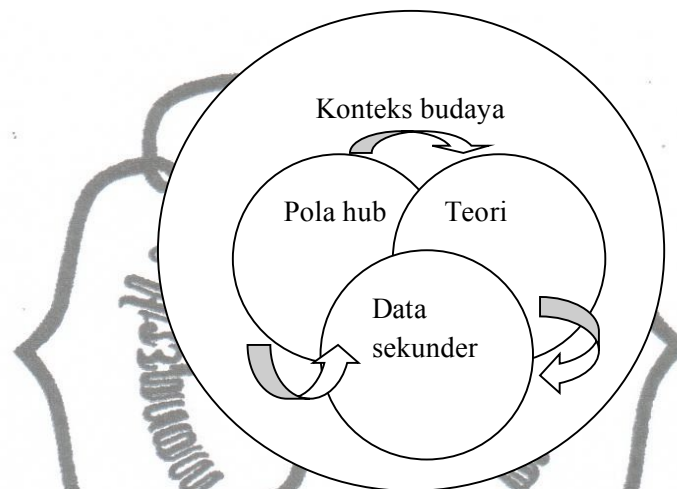 Konteks budaya
Pola hub
Teori
Data
sekunder